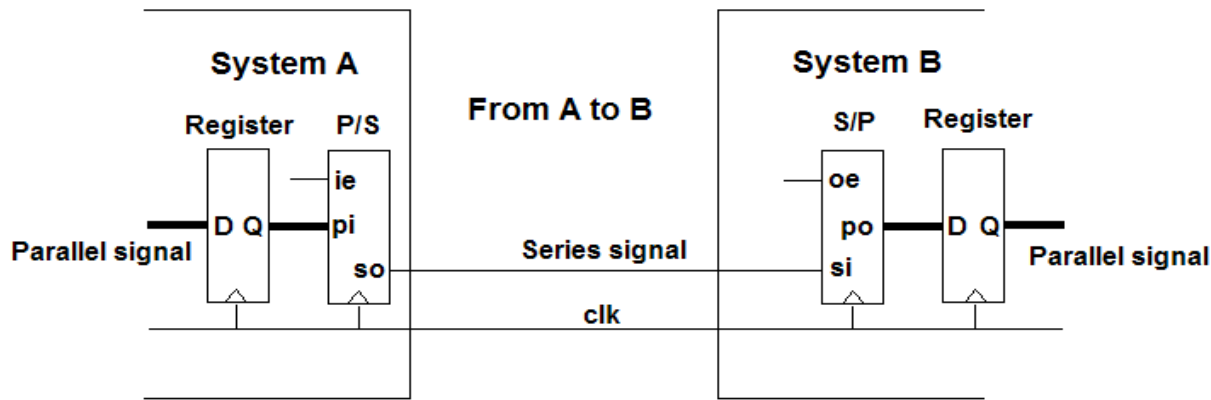 System A
System B
From A to B
Register
P/S
S/P
Register
ie
oe
D Q
pi
po
D Q
Parallel signal
so
Series signal
si
Parallel signal
clk